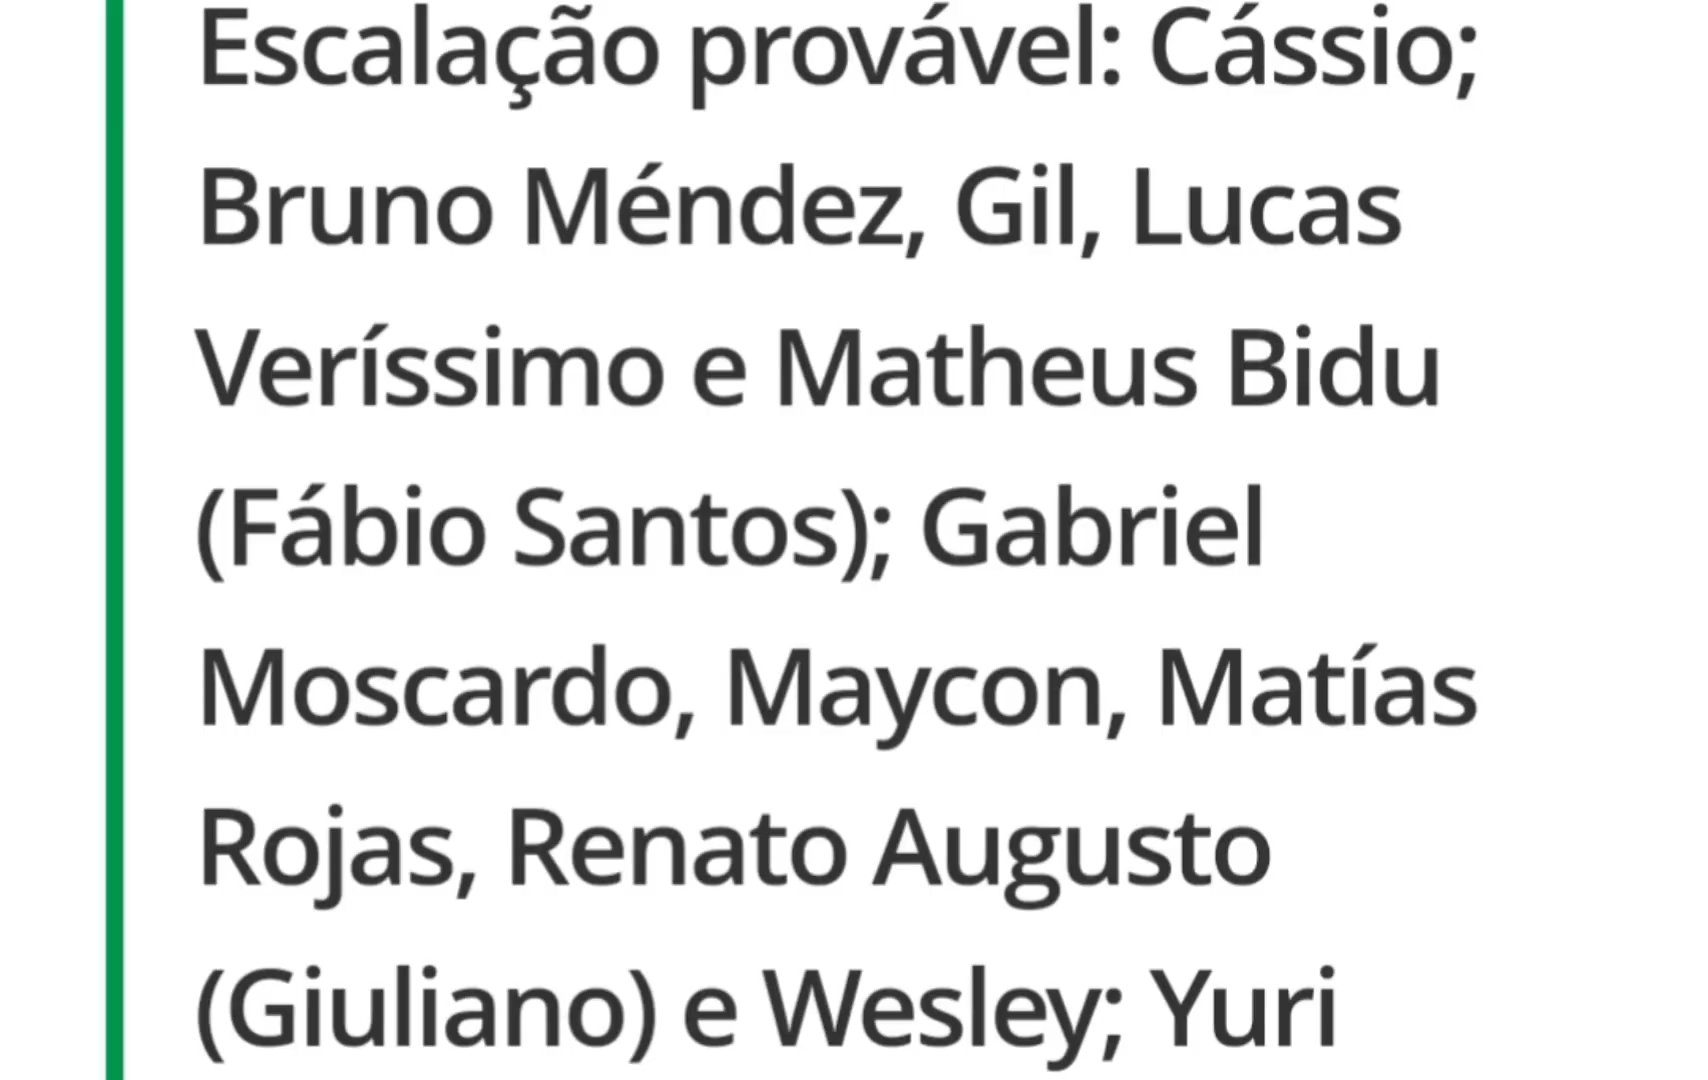 Escalação provável: Cássio;
Bruno Méndez, Gil, Lucas
Veríssimo e Matheus Bidu
(Fábio Santos); Gabriel
Moscardo, Maycon, Matías
Rojas, Renato Augusto
(Giuliano) e Wesley; Yuri